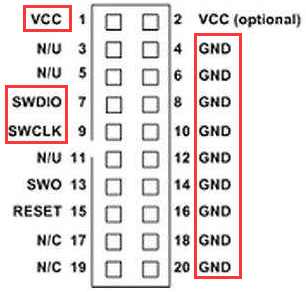 VCC 1 2 VCC (optional)
N/U 3 4 GND
N/U 5 6 GND
SWDIO 7 8 GND
SWCLK 9 10 GND
N/U 11 12 GND
SWO 13 14 GND
RESET 15 16 GND
N/C 17 18 GND
N/C 19 20 GND